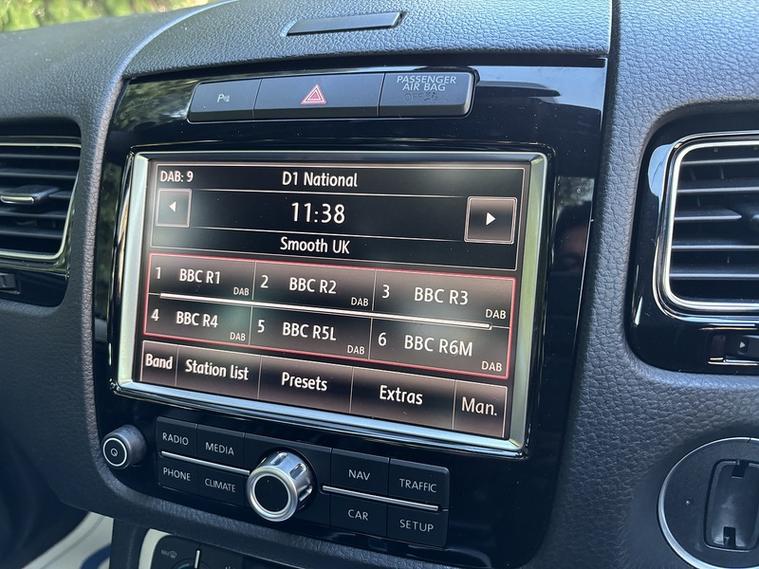 P
PASSENGER
AIR BAG
DAB: 9 D1 National
11:38
Smooth UK
1 BBC R1 DAB 2 BBC R2 DAB 3 BBC R3 DAB
4 BBC R4 DAB 5 BBC R5L DAB 6 BBC R6M DAB
Band Station list Presets Extras Man.
RADIO MEDIA NAV TRAFFIC
PHONE CLIMATE CAR SETUP